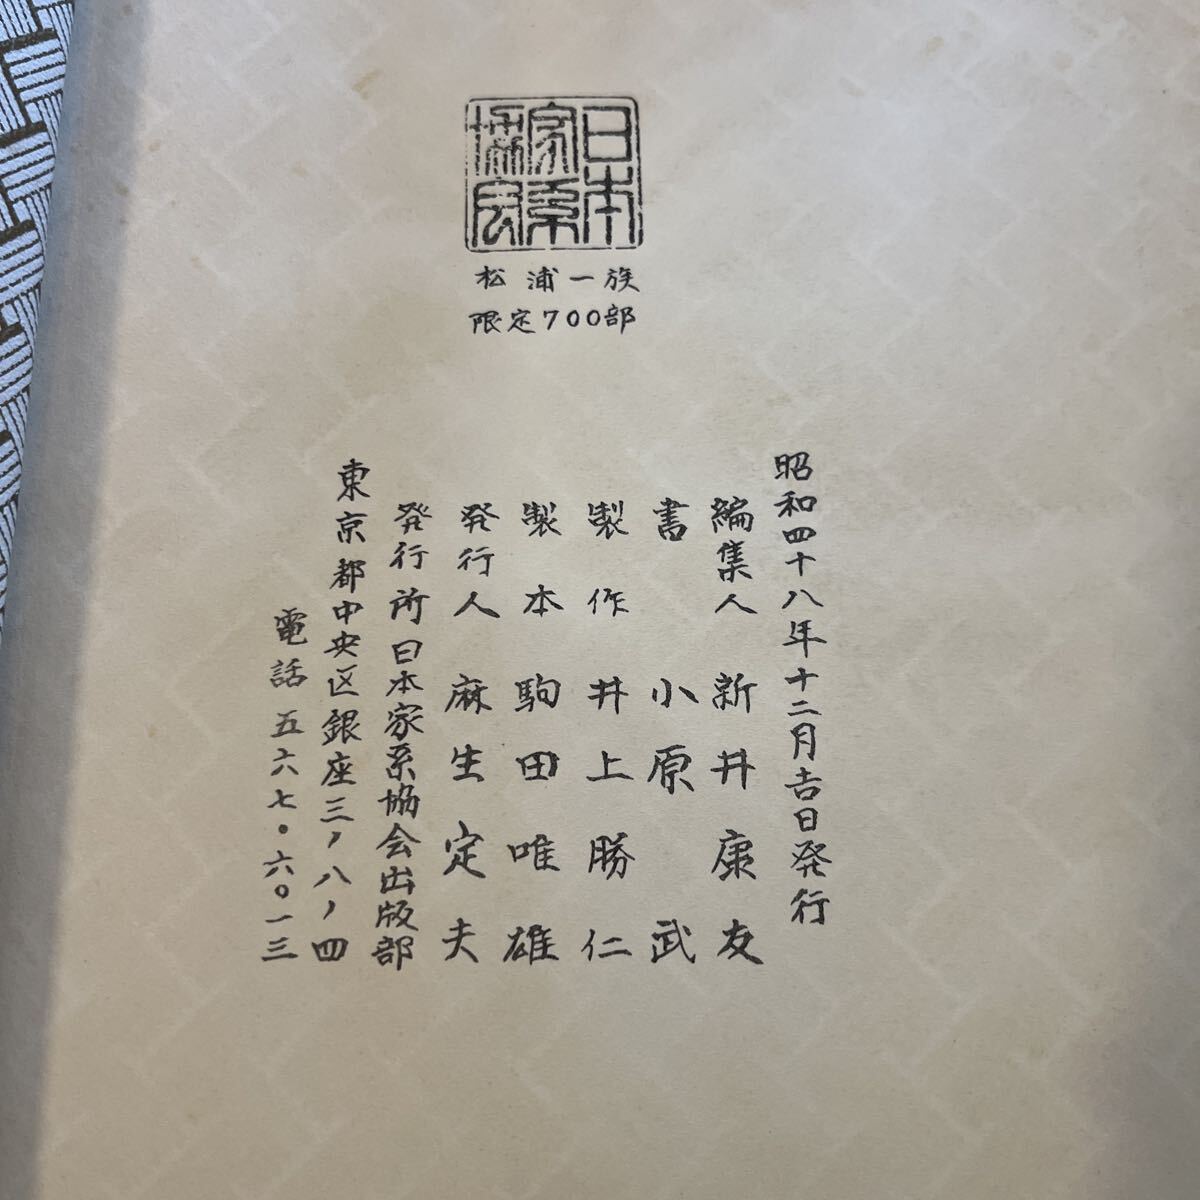 日本家系協会
松浦一族
限定700部
昭和四十八年十二月吉日発行
編集人 新井康友
書 小原武
製作 井上勝仁
製本 駒田唯雄
発行人 麻生定夫
発行所 日本家系協会出版部
東京都中央区銀座三ノ八ノ四
電話 五六七・六〇一三